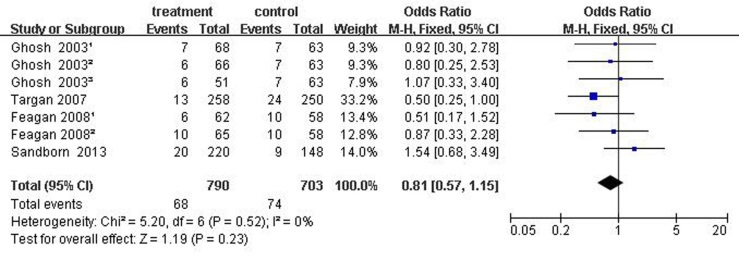 treatment control Odds Ratio Odds Ratio
Study or Subgroup Events Total Events Total Weight M-H, Fixed, 95% CI M-H, Fixed, 95% CI
Ghosh 2003¹ 7 68 7 63 9.3% 0.92 [0.30, 2.78]
Ghosh 2003² 6 66 7 63 9.3% 0.80 [0.25, 2.53]
Ghosh 2003³ 6 51 7 63 7.9% 1.07 [0.33, 3.40]
Targan 2007 13 258 24 250 33.2% 0.50 [0.25, 1.00]
Feagan 2008¹ 6 62 10 58 13.4% 0.51 [0.17, 1.52]
Feagan 2008² 10 65 10 58 12.8% 0.87 [0.33, 2.28]
Sandborn 2013 20 220 9 148 14.0% 1.54 [0.68, 3.49]
Total (95% CI) 790 703 100.0% 0.81 [0.57, 1.15]
Total events 68 74
Heterogeneity: Chi² = 5.20, df = 6 (P = 0.52); I² = 0%
Test for overall effect: Z = 1.19 (P = 0.23)
0.05 0.2 1 5 20